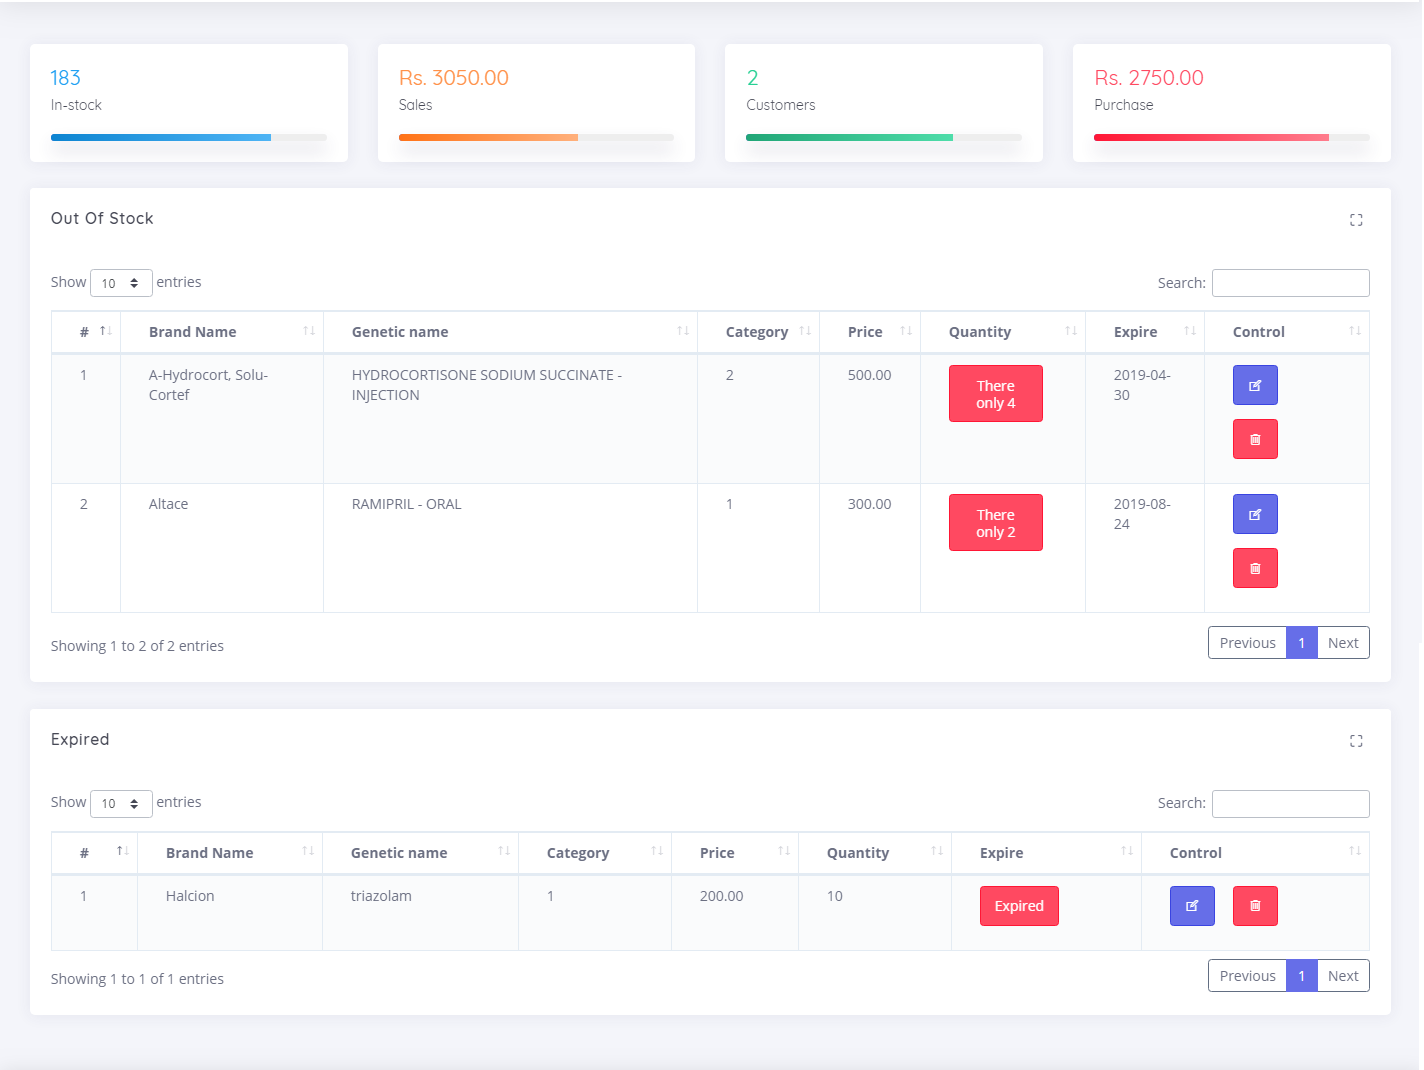 183
In-stock
Rs. 3050.00
Sales
2
Customers
Rs. 2750.00
Purchase
Out Of Stock
Show 10 entries
Search:
# Brand Name Genetic name Category Price Quantity Expire Control
1 A-Hydrocort, Solu-Cortef HYDROCORTISONE SODIUM SUCCINATE - INJECTION 2 500.00 There only 4 2019-04-30
2 Altace RAMIPRIL - ORAL 1 300.00 There only 2 2019-08-24
Showing 1 to 2 of 2 entries
Previous 1 Next
Expired
Show 10 entries
Search:
# Brand Name Genetic name Category Price Quantity Expire Control
1 Halcion triazolam 1 200.00 10 Expired
Showing 1 to 1 of 1 entries
Previous 1 Next